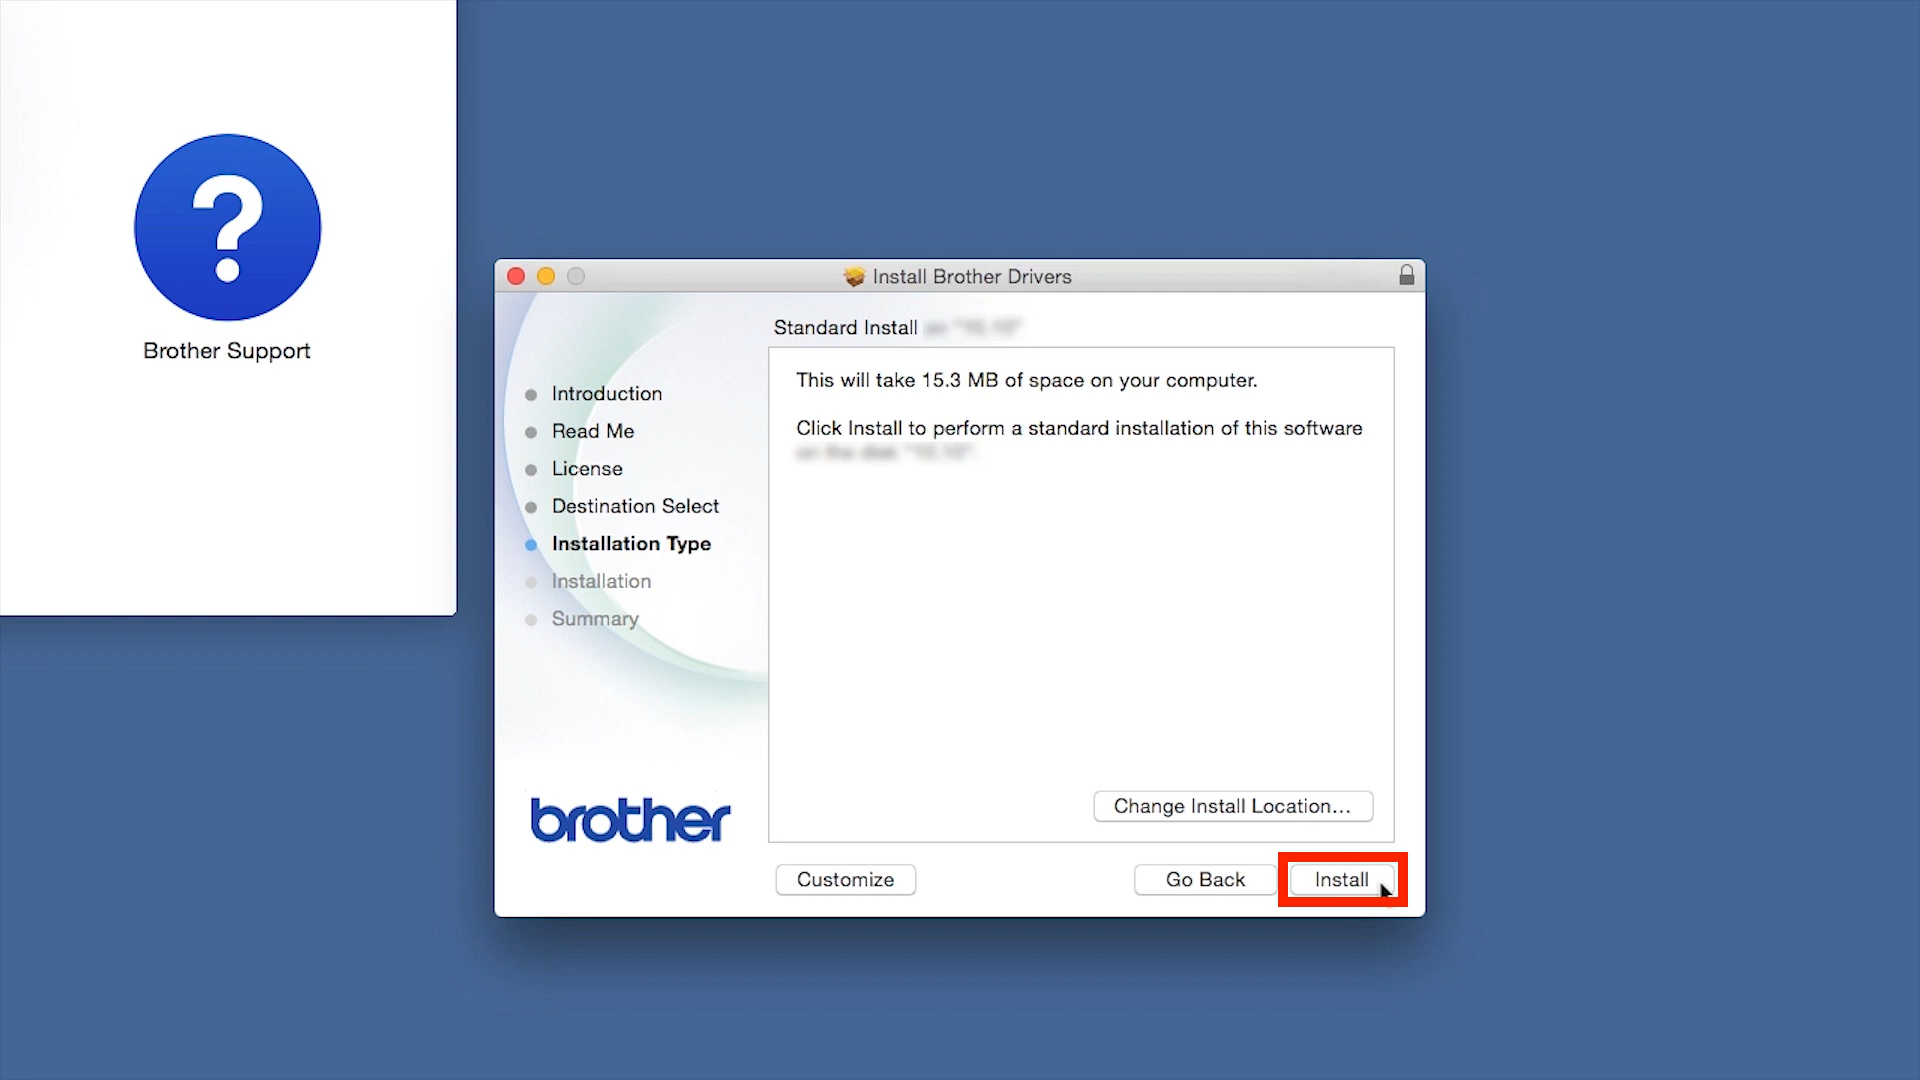 ?
Brother Support
Install Brother Drivers
Standard Install
This will take 15.3 MB of space on your computer.
Click Install to perform a standard installation of this software
Introduction
Read Me
License
Destination Select
Installation Type
Installation
Summary
brother
Change Install Location...
Customize
Go Back
Install